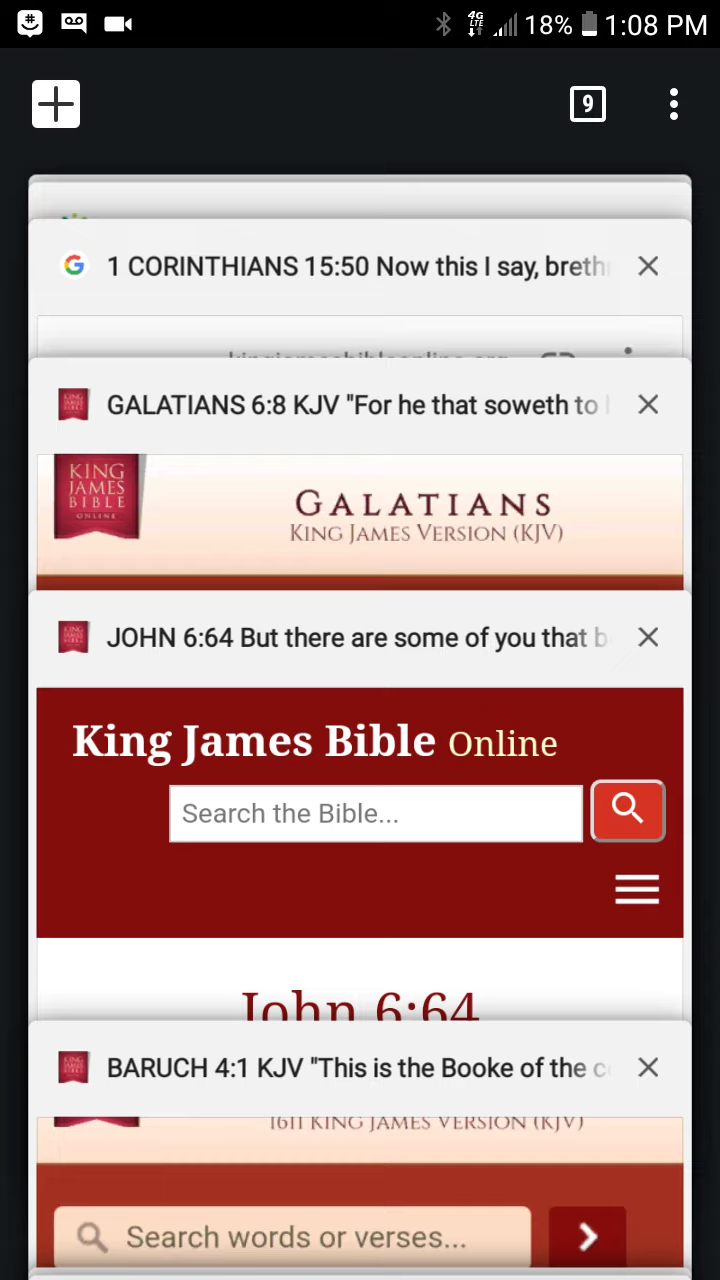 4G
LTE
18%
1:08 PM
9
1 CORINTHIANS 15:50 Now this I say, breth
GALATIANS 6:8 KJV "For he that soweth to
KING
JAMES
BIBLE
ONLINE
GALATIANS
KING JAMES VERSION (KJV)
JOHN 6:64 But there are some of you that b
King James Bible Online
Search the Bible...
John 6:64
BARUCH 4:1 KJV "This is the Booke of the c
1611 KING JAMES VERSION (KJV)
Search words or verses...